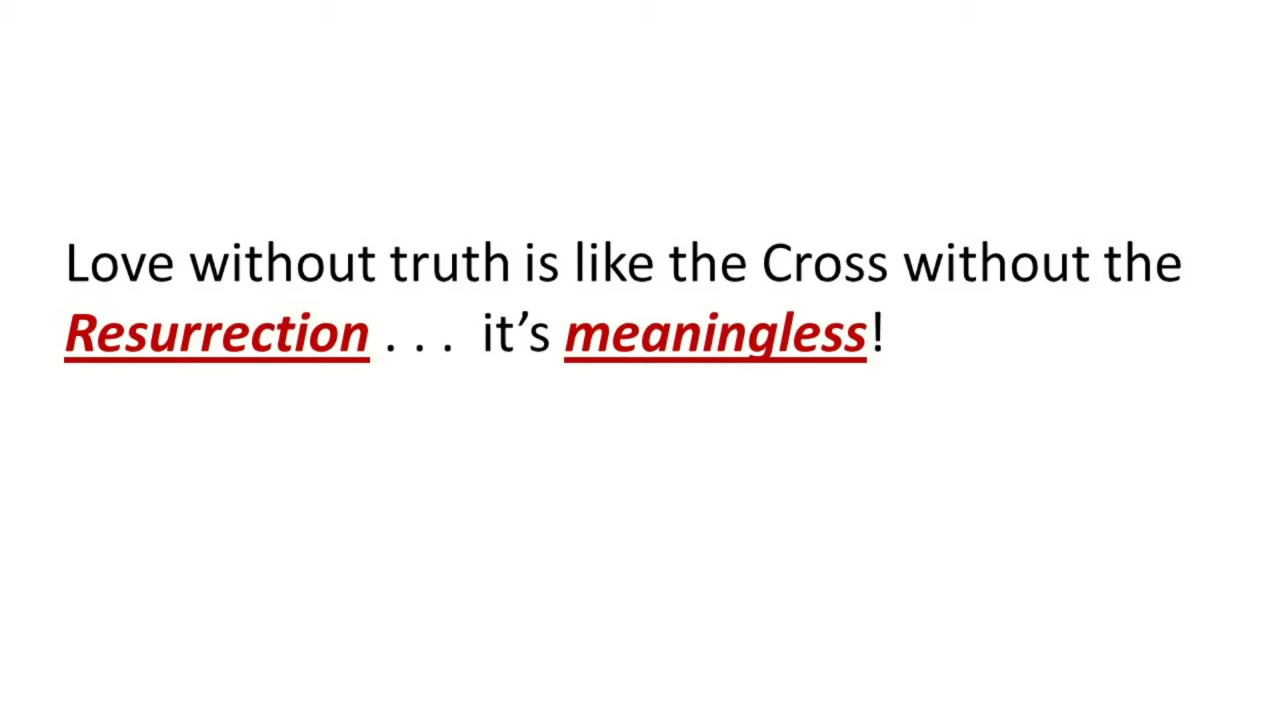 Love without truth is like the Cross without the
Resurrection . . .  it’s meaningless!